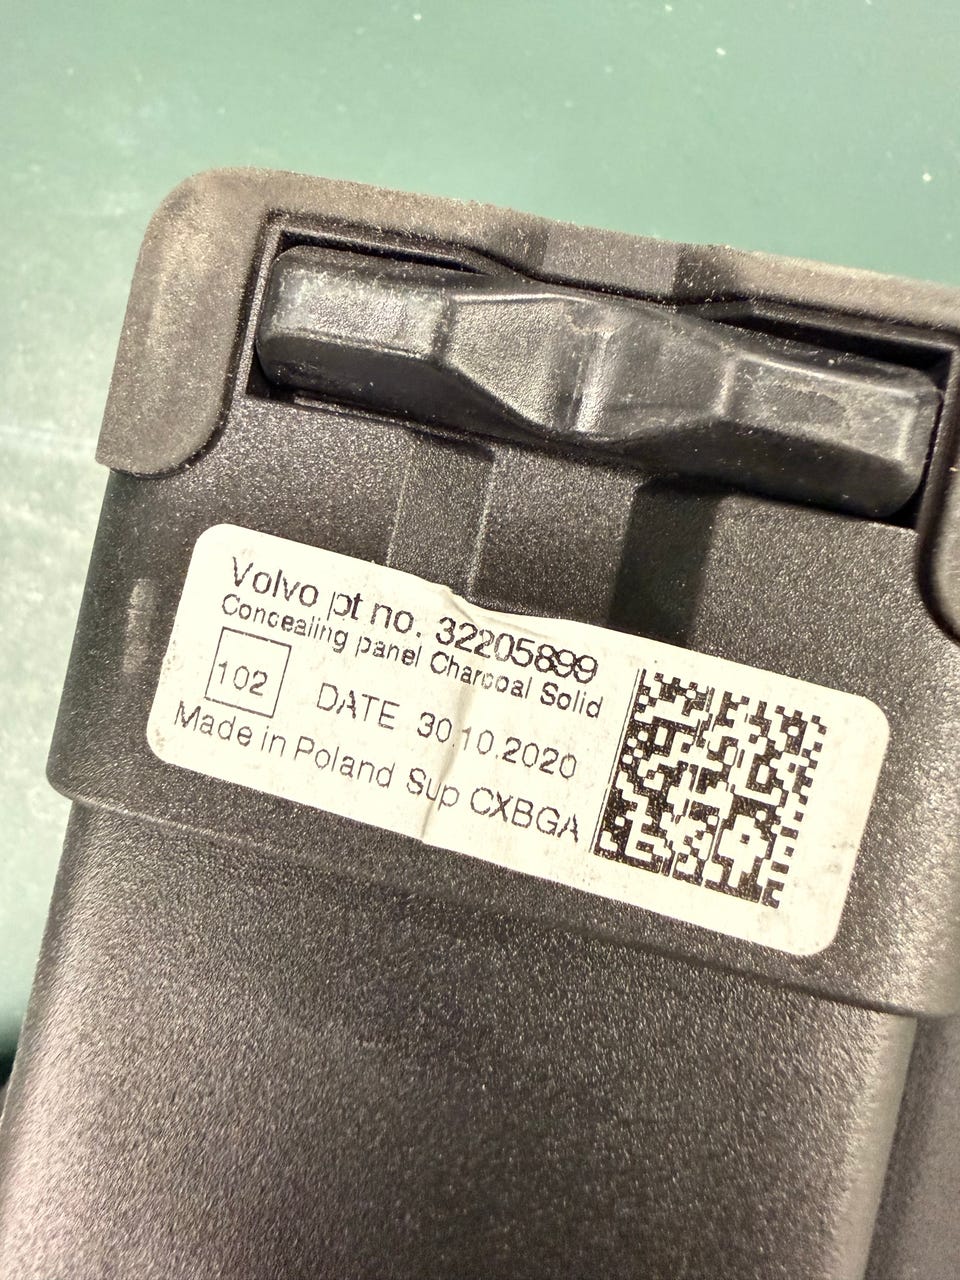 Volvo pt no. 32205899
Concealing panel Charcoal Solid
102 DATE 30.10.2020
Made in Poland Sup CXBGA